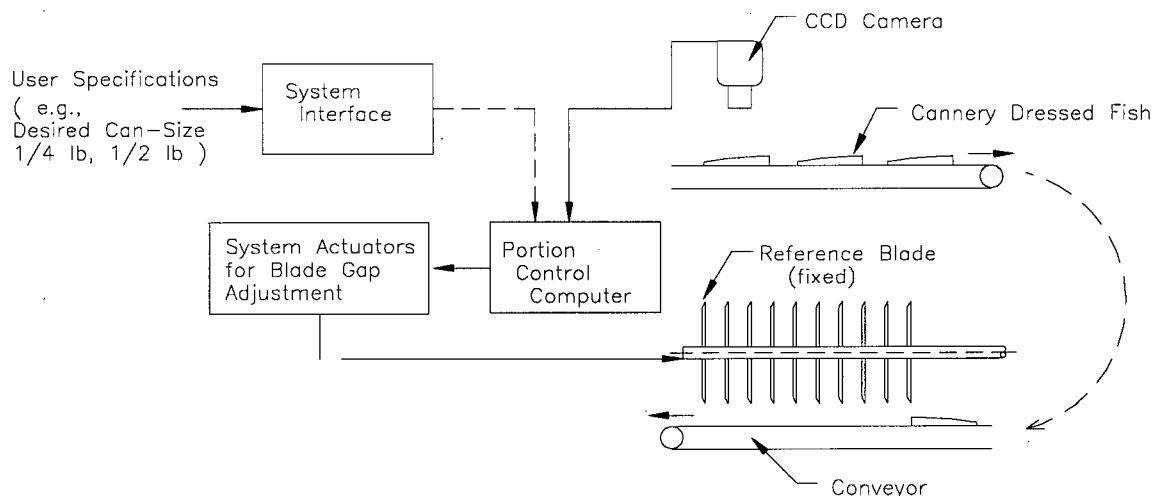 CCD Camera
User Specifications
( e.g.,
Desired Can-Size
1/4 lb, 1/2 lb )
System
Interface
Cannery Dressed Fish
System Actuators
for Blade Gap
Adjustment
Portion
Control
Computer
Reference Blade
(fixed)
Conveyor